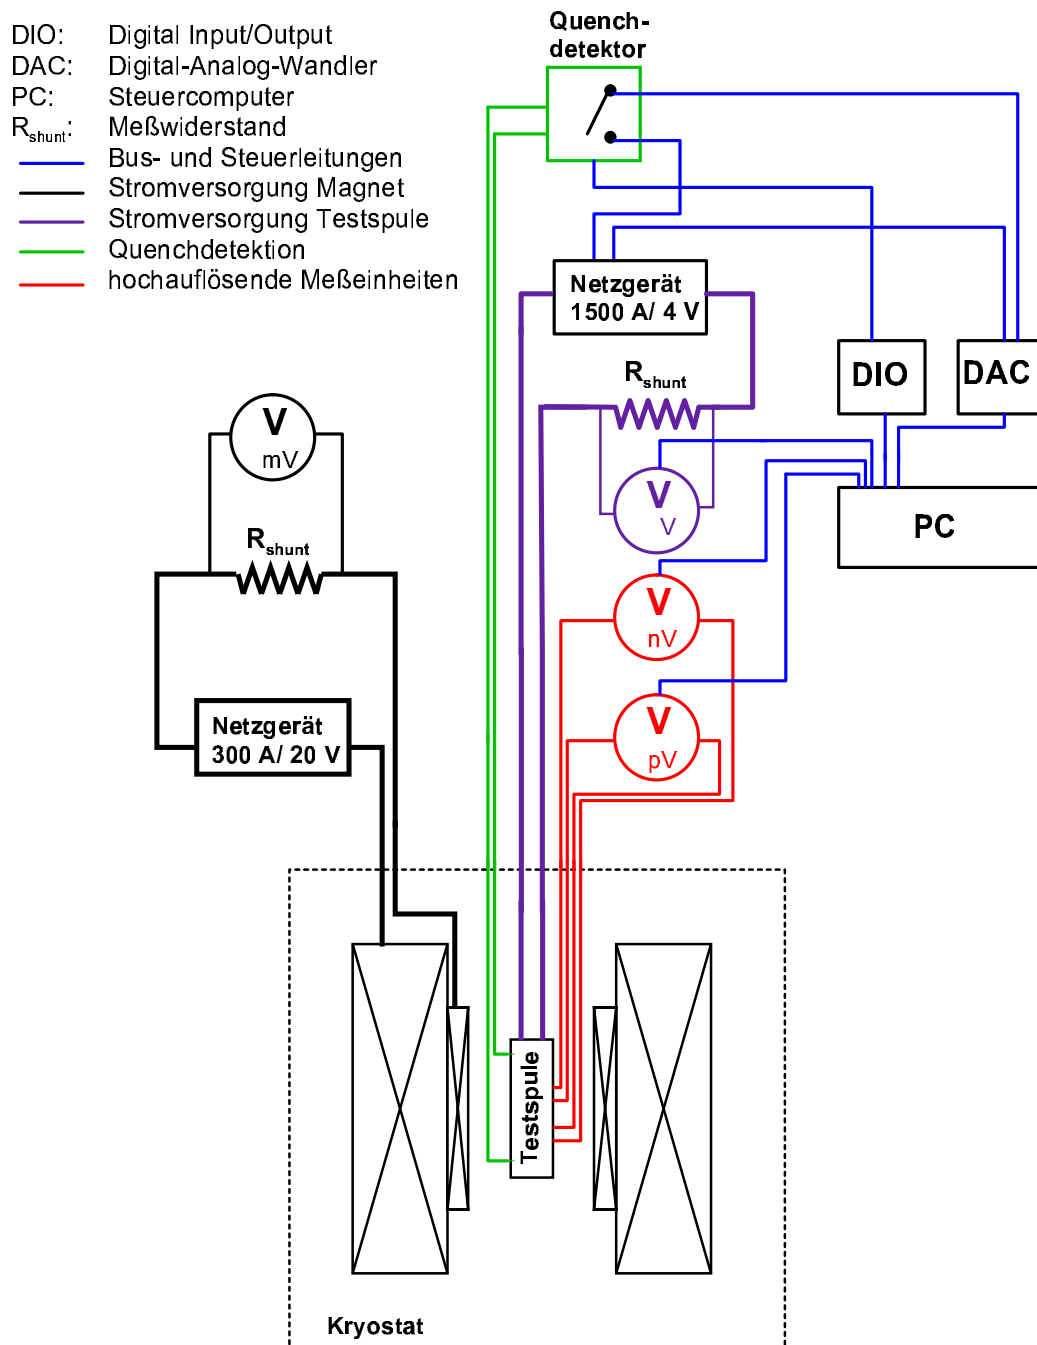 DIO: Digital Input/Output
DAC: Digital-Analog-Wandler
PC: Steuercomputer
Rshunt: Meßwiderstand
Bus- und Steuerleitungen
Stromversorgung Magnet
Stromversorgung Testspule
Quenchdetektion
hochauflösende Meßeinheiten
Quench-
detektor
Netzgerät
1500 A/ 4 V
Rshunt
DIO
DAC
V
mV
V
V
PC
Rshunt
V
nV
V
pV
Netzgerät
300 A/ 20 V
Testspule
Kryostat